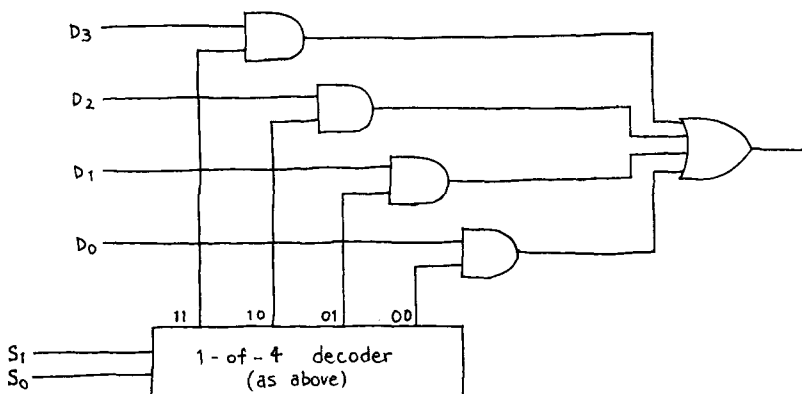 D3
D2
D1
D0
11 10 01 00
S1
S0
1-of-4 decoder
(as above)